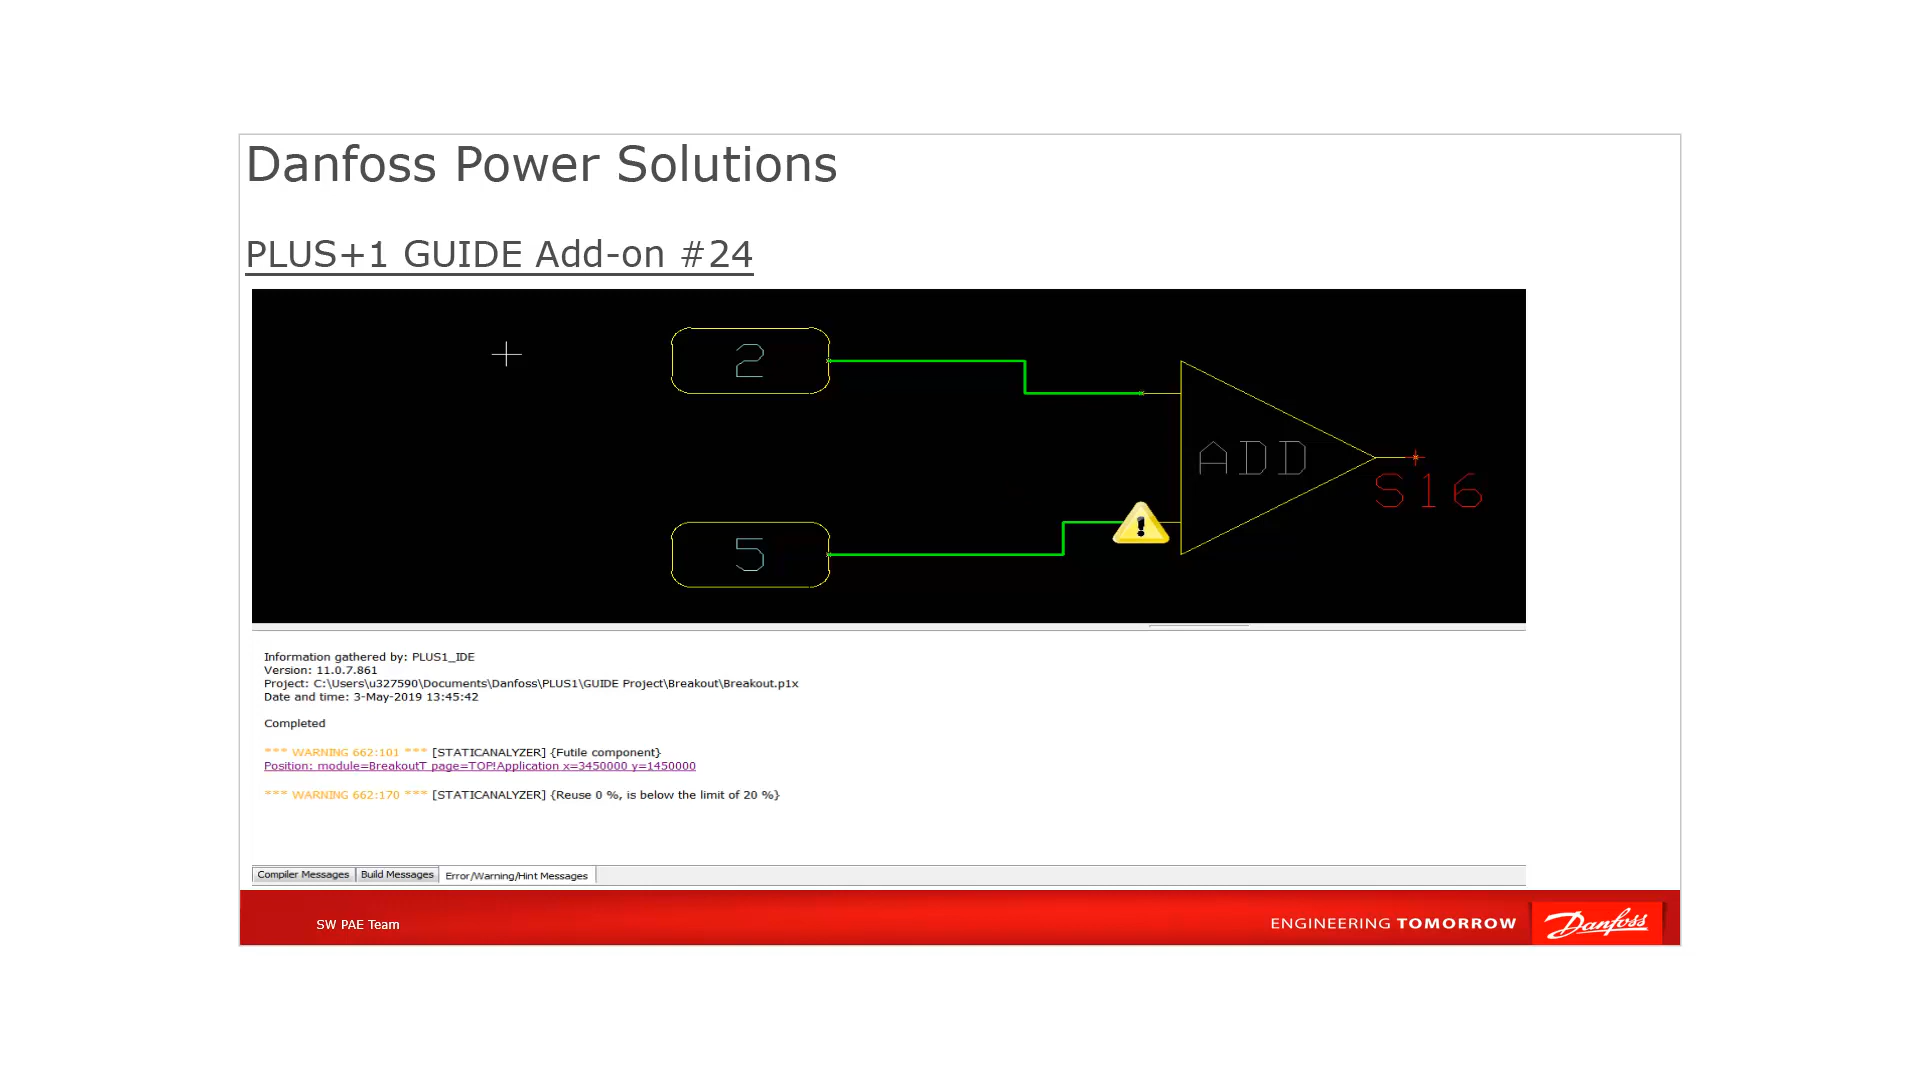 Danfoss Power Solutions
PLUS+1 GUIDE Add-on #24
2
ADD
S16
5
Information gathered by: PLUS1_IDE
Version: 11.0.7.861
Project: C:\Users\u327590\Documents\Danfoss\PLUS1\GUIDE Project\Breakout\Breakout.p1x
Date and time: 3-May-2019 13:45:42
Completed
*** WARNING 662:101 *** [STATICANALYZER] {Futile component}
Position: module=BreakoutT page=TOP!Application x=3450000 y=1450000
*** WARNING 662:170 *** [STATICANALYZER] {Reuse 0 %, is below the limit of 20 %}
Compiler Messages Build Messages Error/Warning/Hint Messages
SW PAE Team
ENGINEERING TOMORROW
Danfoss